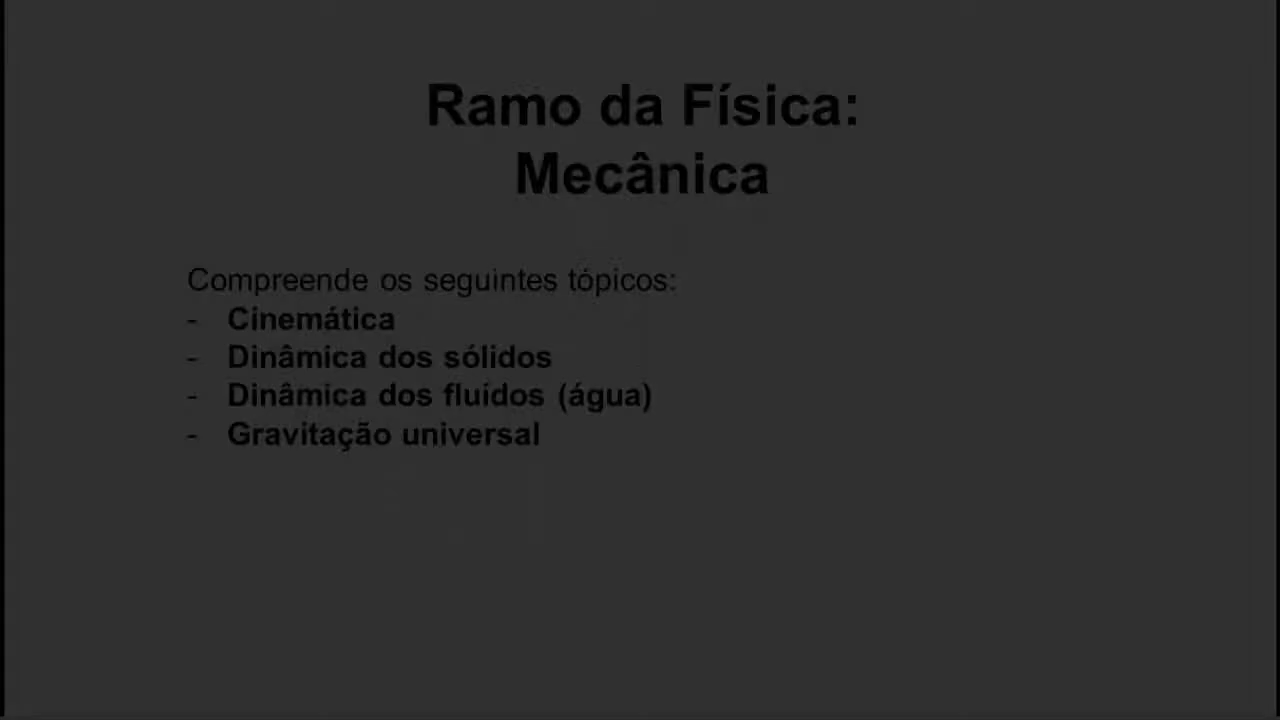 Ramo da Física:
Mecânica
Compreende os seguintes tópicos:
- Cinemática
- Dinâmica dos sólidos
- Dinâmica dos fluídos (água)
- Gravitação universal